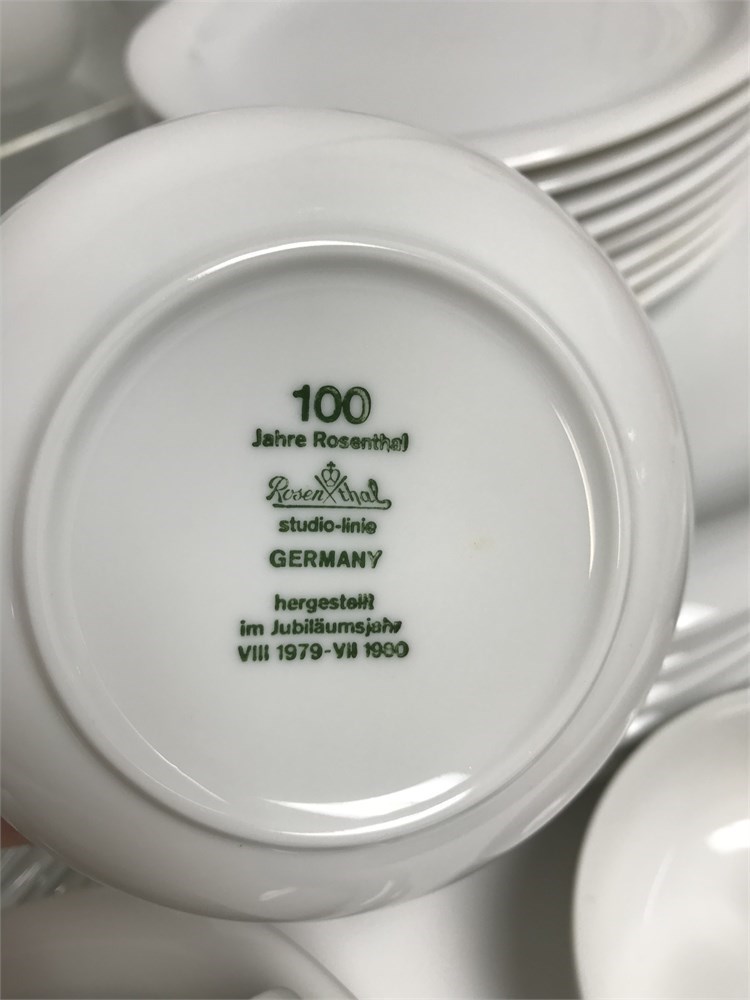 100
Jahre Rosenthal
Rosenthal
studio-linie
GERMANY
hergestellt
im Jubiläumsjahr
VIII 1979-VII 1980